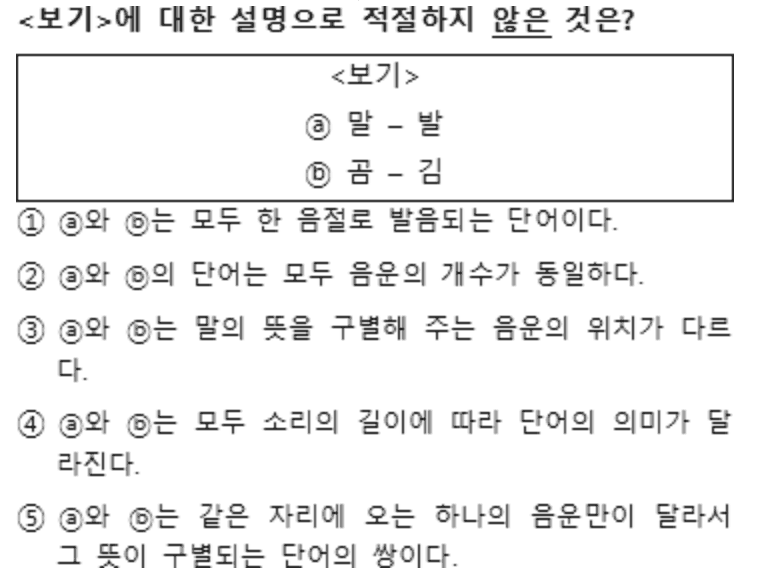 <보기>에 대한 설명으로 적절하지 않은 것은?
<보기>
ⓐ 말 – 발
ⓑ 곰 – 김
① ⓐ와 ⓑ는 모두 한 음절로 발음되는 단어이다.
② ⓐ와 ⓑ의 단어는 모두 음운의 개수가 동일하다.
③ ⓐ와 ⓑ는 말의 뜻을 구별해 주는 음운의 위치가 다르
다.
④ ⓐ와 ⓑ는 모두 소리의 길이에 따라 단어의 의미가 달
라진다.
⑤ ⓐ와 ⓑ는 같은 자리에 오는 하나의 음운만이 달라서
그 뜻이 구별되는 단어의 쌍이다.